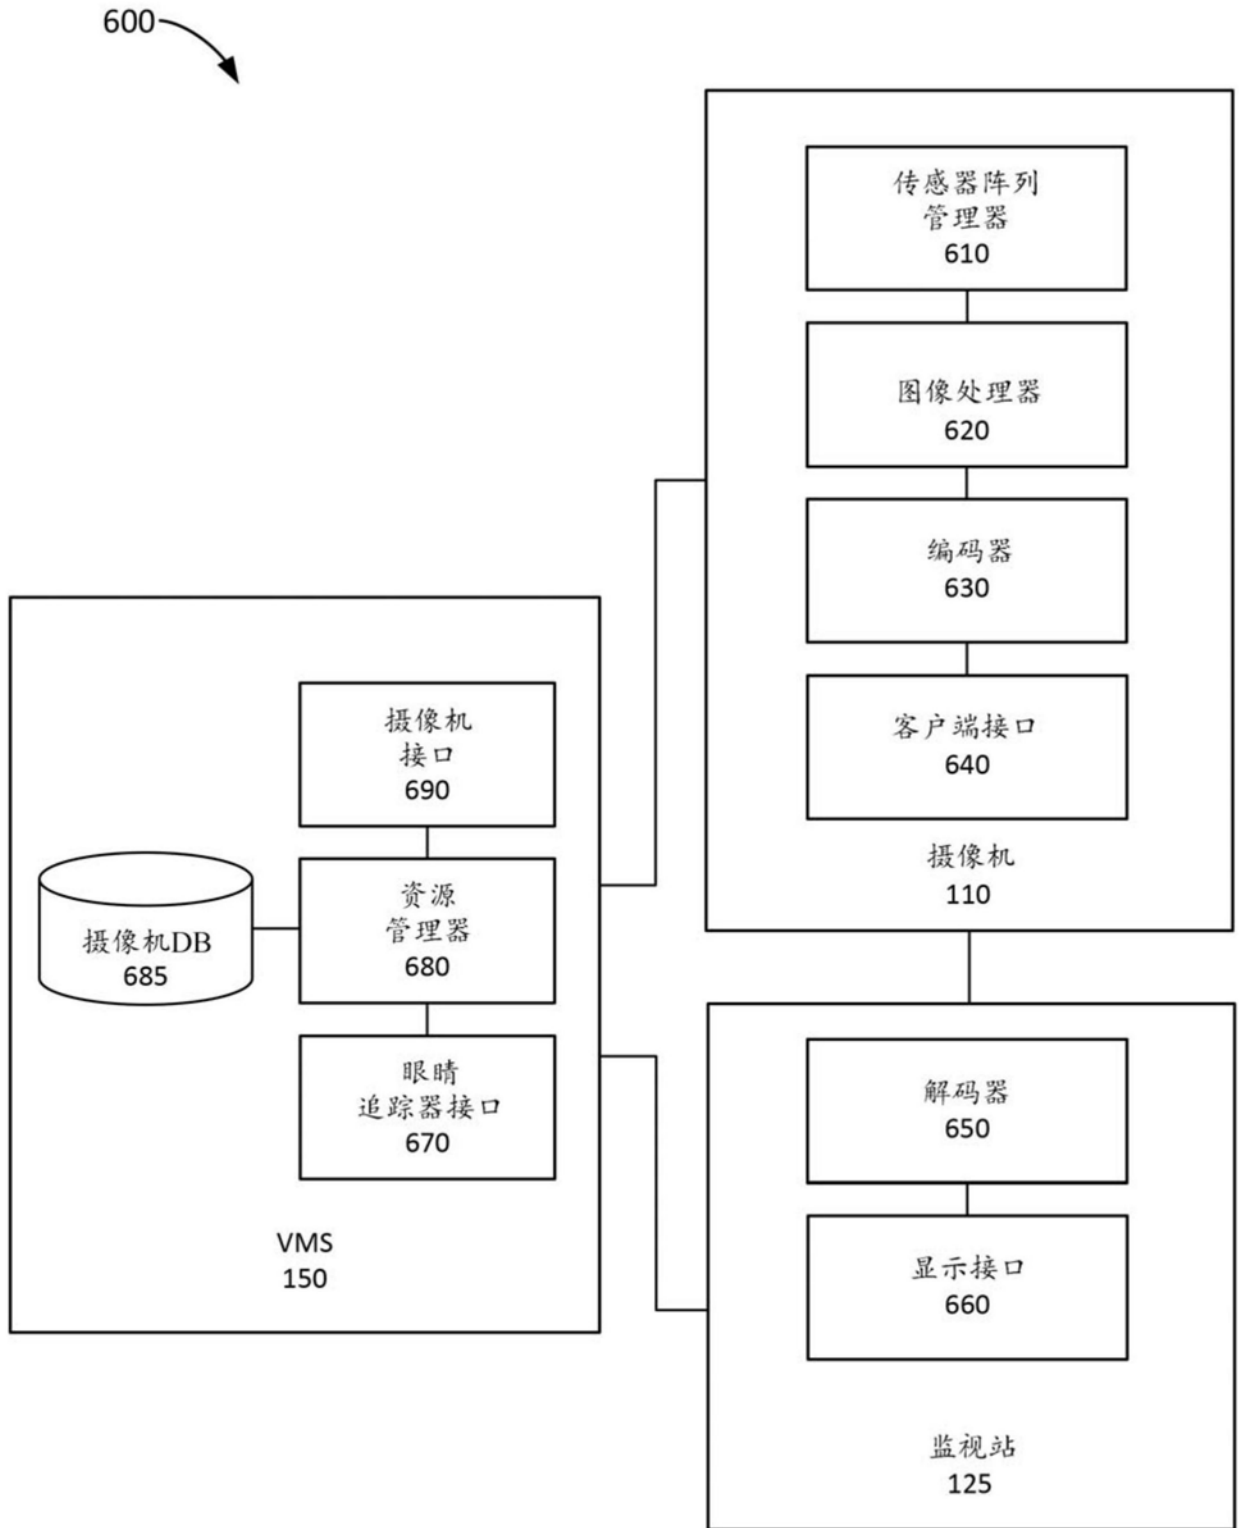 600
传感器阵列
管理器
610
图像处理器
620
编码器
630
客户端接口
640
摄像机
110
摄像机
接口
690
资源
管理器
680
摄像机DB
685
眼睛
追踪器接口
670
VMS
150
解码器
650
显示接口
660
监视站
125